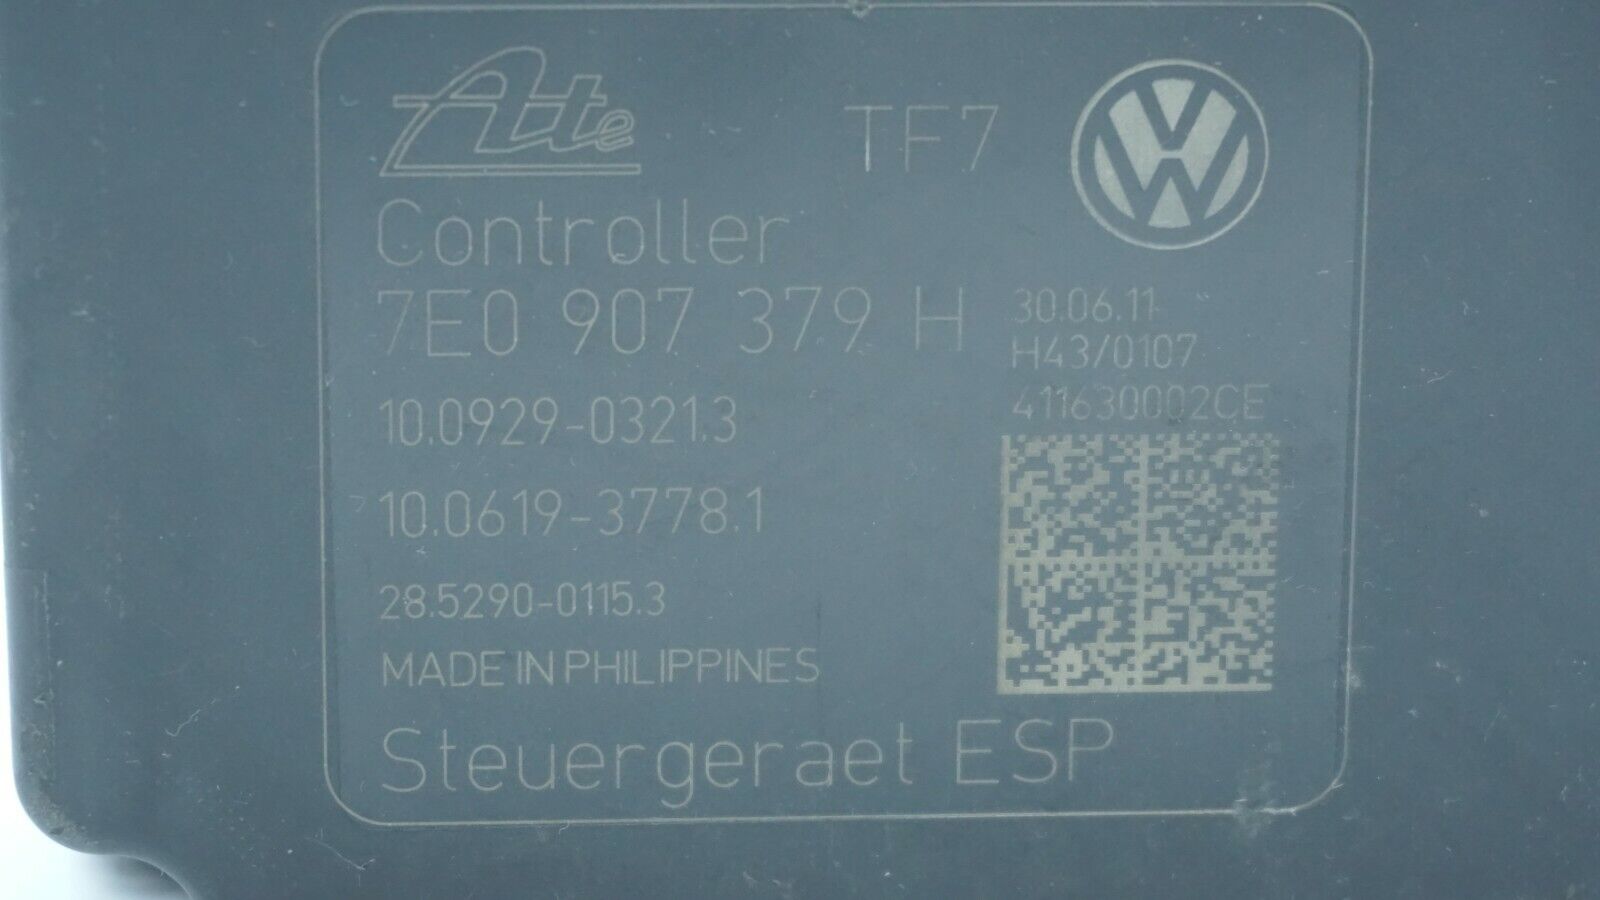 Ate TF7
Controller
7E0 907 379 H
30.06.11
H43/0107
411630002CE
10.0929-0321.3
10.0619-3778.1
28.5290-0115.3
MADE IN PHILIPPINES
Steuergeraet ESP